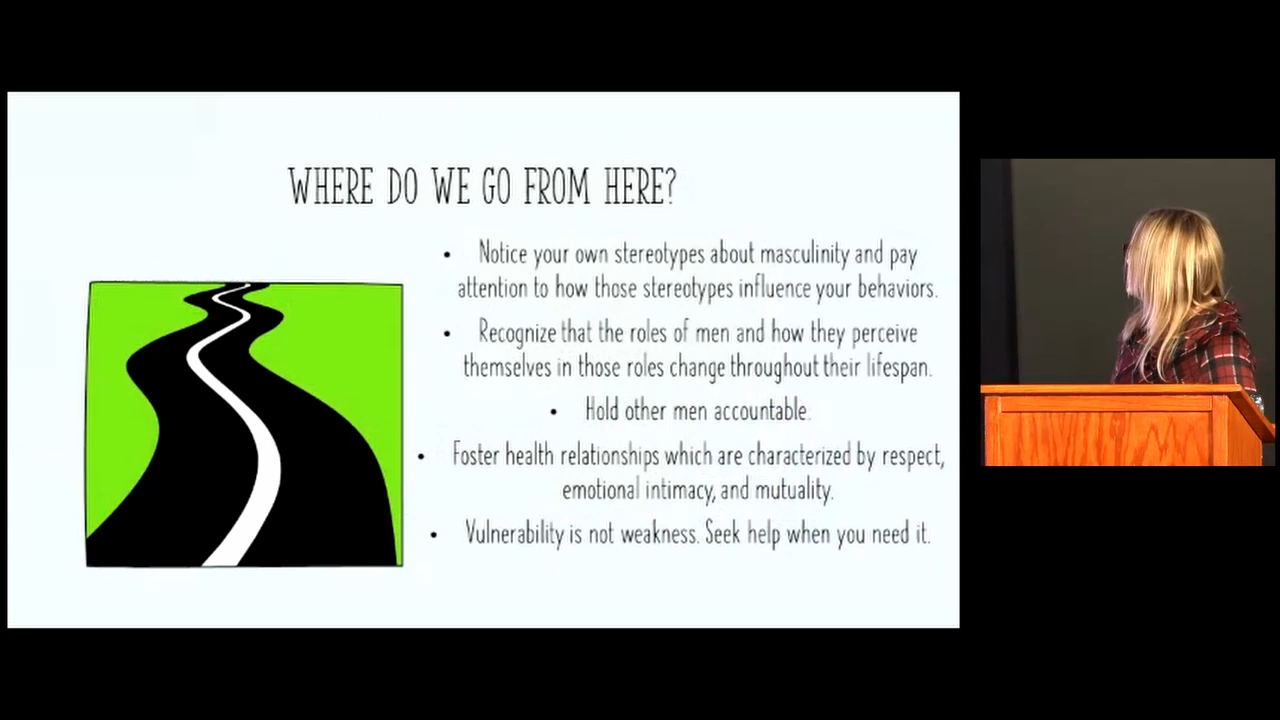 WHERE DO WE GO FROM HERE?
• Notice your own stereotypes about masculinity and pay
attention to how those stereotypes influence your behaviors.
• Recognize that the roles of men and how they perceive
themselves in those roles change throughout their lifespan.
• Hold other men accountable.
• Foster health relationships which are characterized by respect,
emotional intimacy, and mutuality.
• Vulnerability is not weakness. Seek help when you need it.